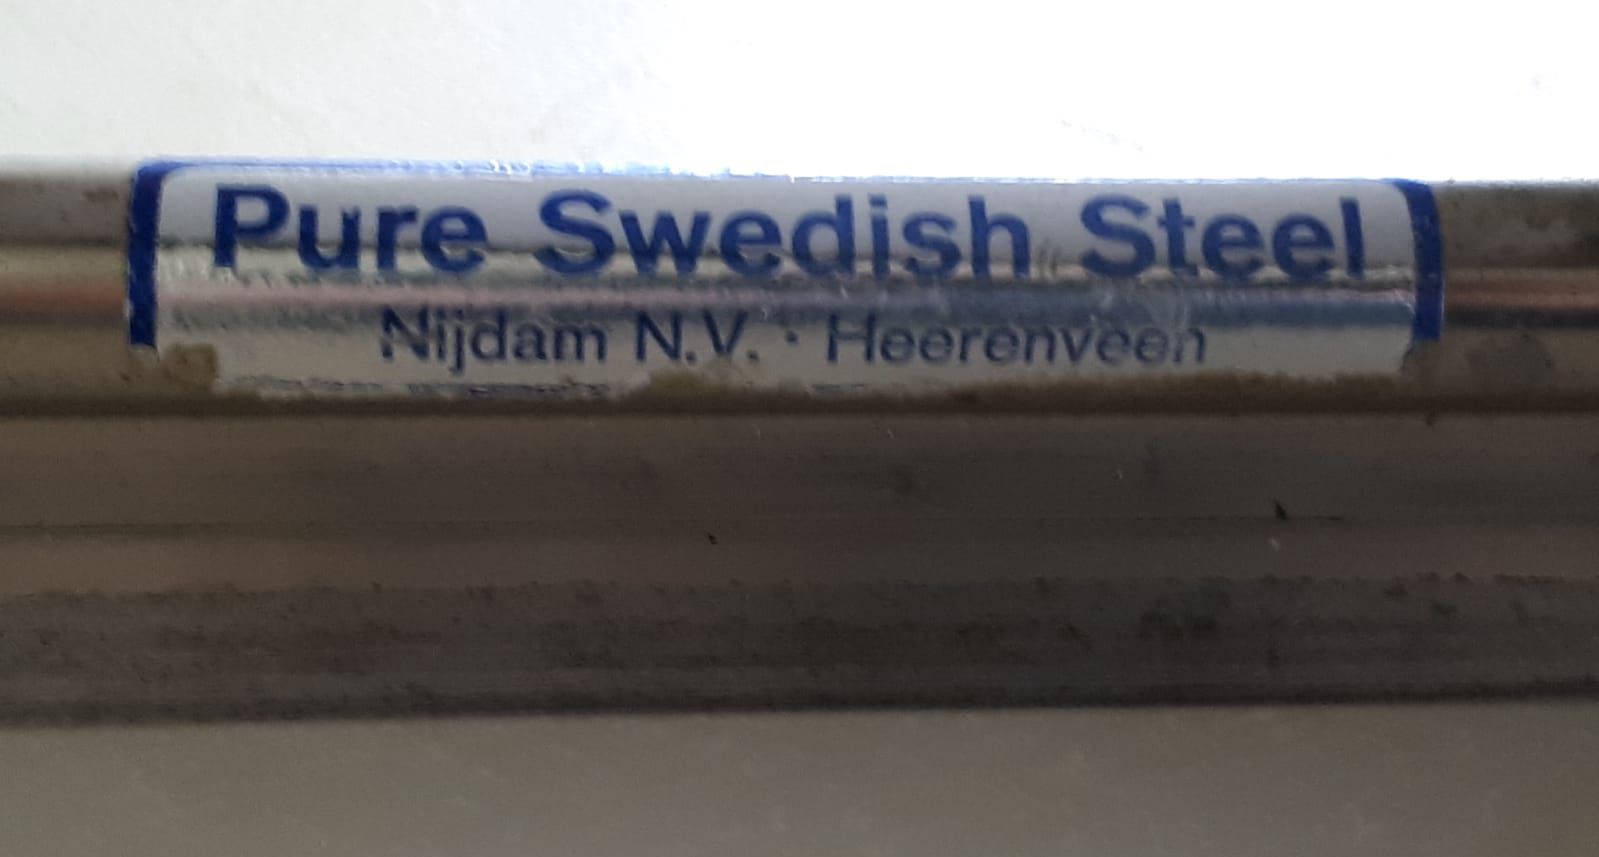 Pure Swedish Steel
Nijdam N.V. · Heerenveen